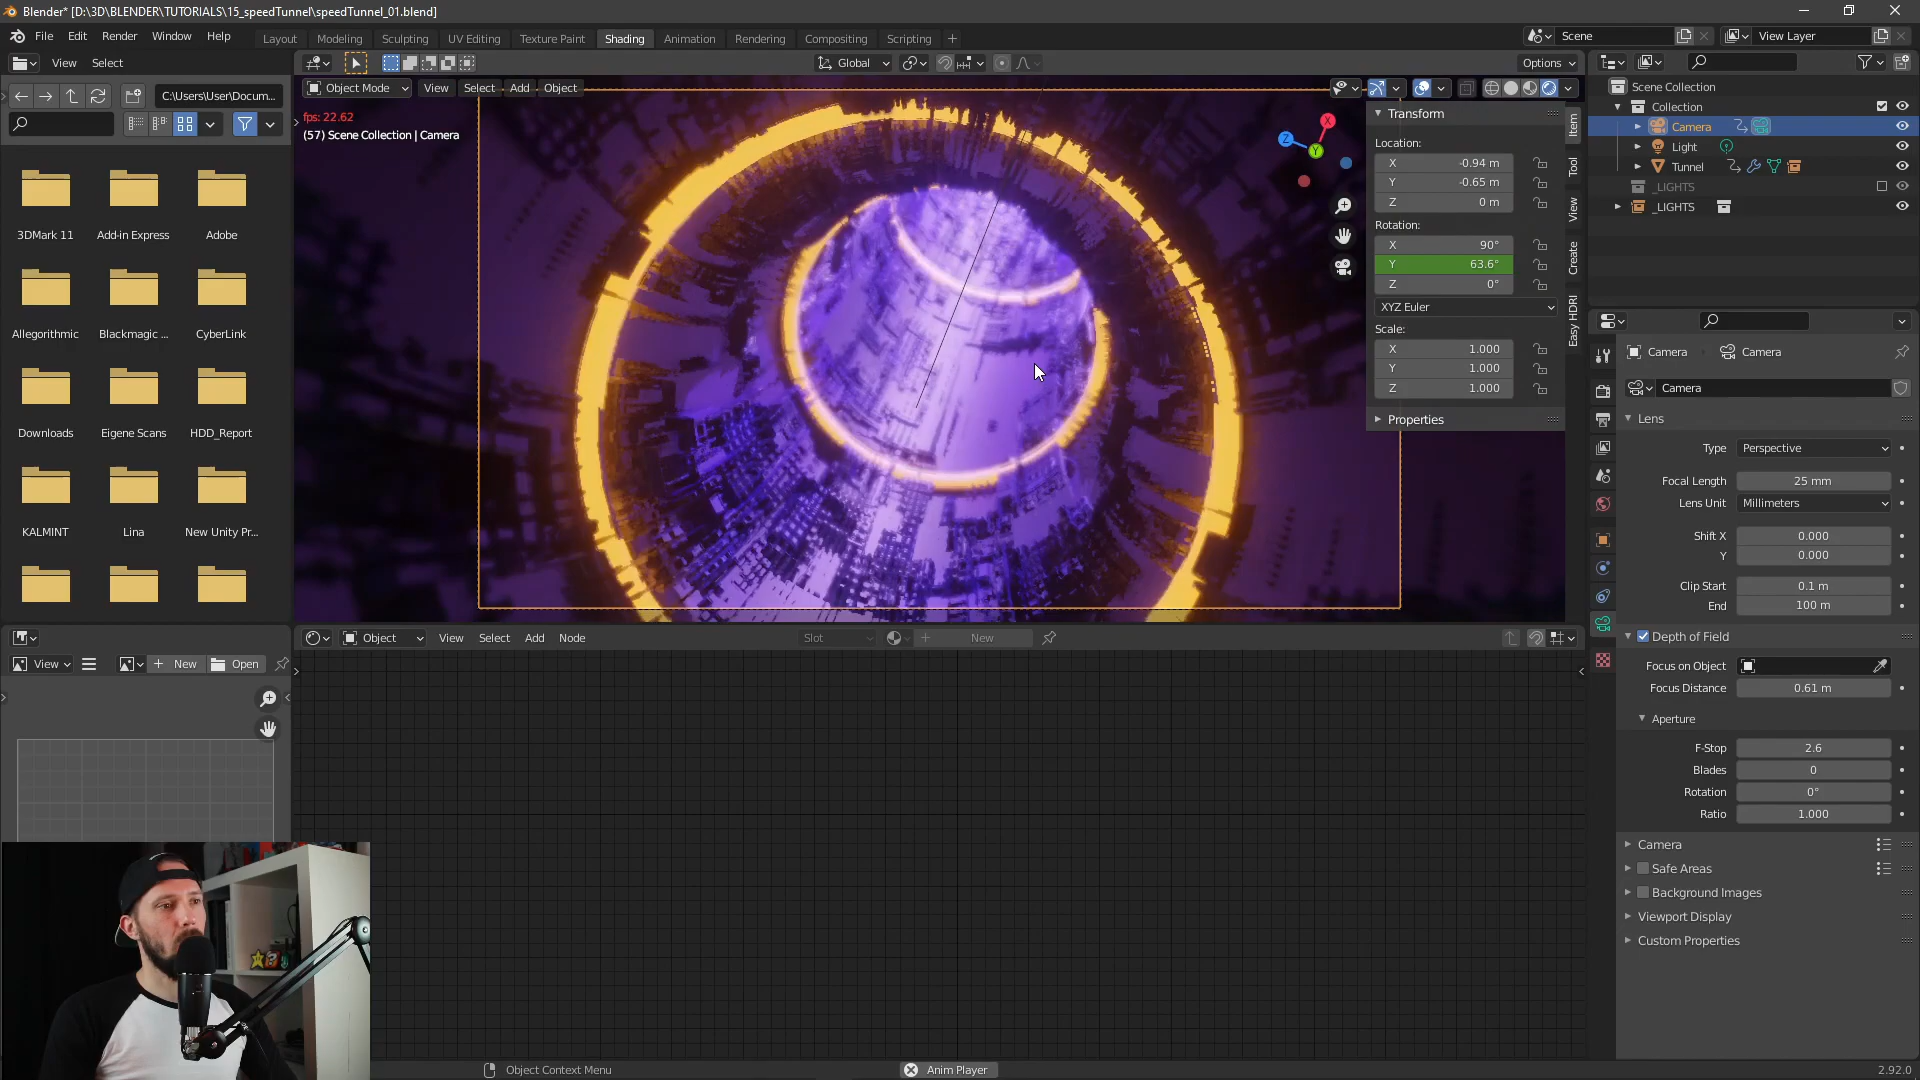 Blender* [D:\3D\BLENDER\TUTORIALS\15_speedTunnel\speedTunnel_01.blend]
File Edit Render Window Help
Layout Modeling Sculpting UV Editing Texture Paint Shading Animation Rendering Compositing Scripting
Scene
View Layer
View Select
C:\Users\User\Docum...
3DMark 11 Add-in Express Adobe
Allegorithmic Blackmagic ... CyberLink
Downloads Eigene Scans HDD_Report
KALMINT Lina New Unity Pr...
Global
Options
Object Mode View Select Add Object
fps: 22.62
(57) Scene Collection | Camera
X
Y
Z
Transform
Location:
X -0.94 m
Y -0.65 m
Z 0 m
Rotation:
X 90°
Y 63.6°
Z 0°
XYZ Euler
Scale:
X 1.000
Y 1.000
Z 1.000
Properties
Item
Tool
View
Create
Easy HDRI
Scene Collection
Collection
Camera
Light
Tunnel
_LIGHTS
_LIGHTS
Camera Camera
Camera
Lens
Type Perspective
Focal Length 25 mm
Lens Unit Millimeters
Shift X 0.000
Y 0.000
Clip Start 0.1 m
End 100 m
Depth of Field
Focus on Object
Focus Distance 0.61 m
Aperture
F-Stop 2.6
Blades 0
Rotation 0°
Ratio 1.000
Camera
Safe Areas
Background Images
Viewport Display
Custom Properties
Object View Select Add Node
Slot
New
View
New
Open
Object Context Menu
Anim Player
2.92.0